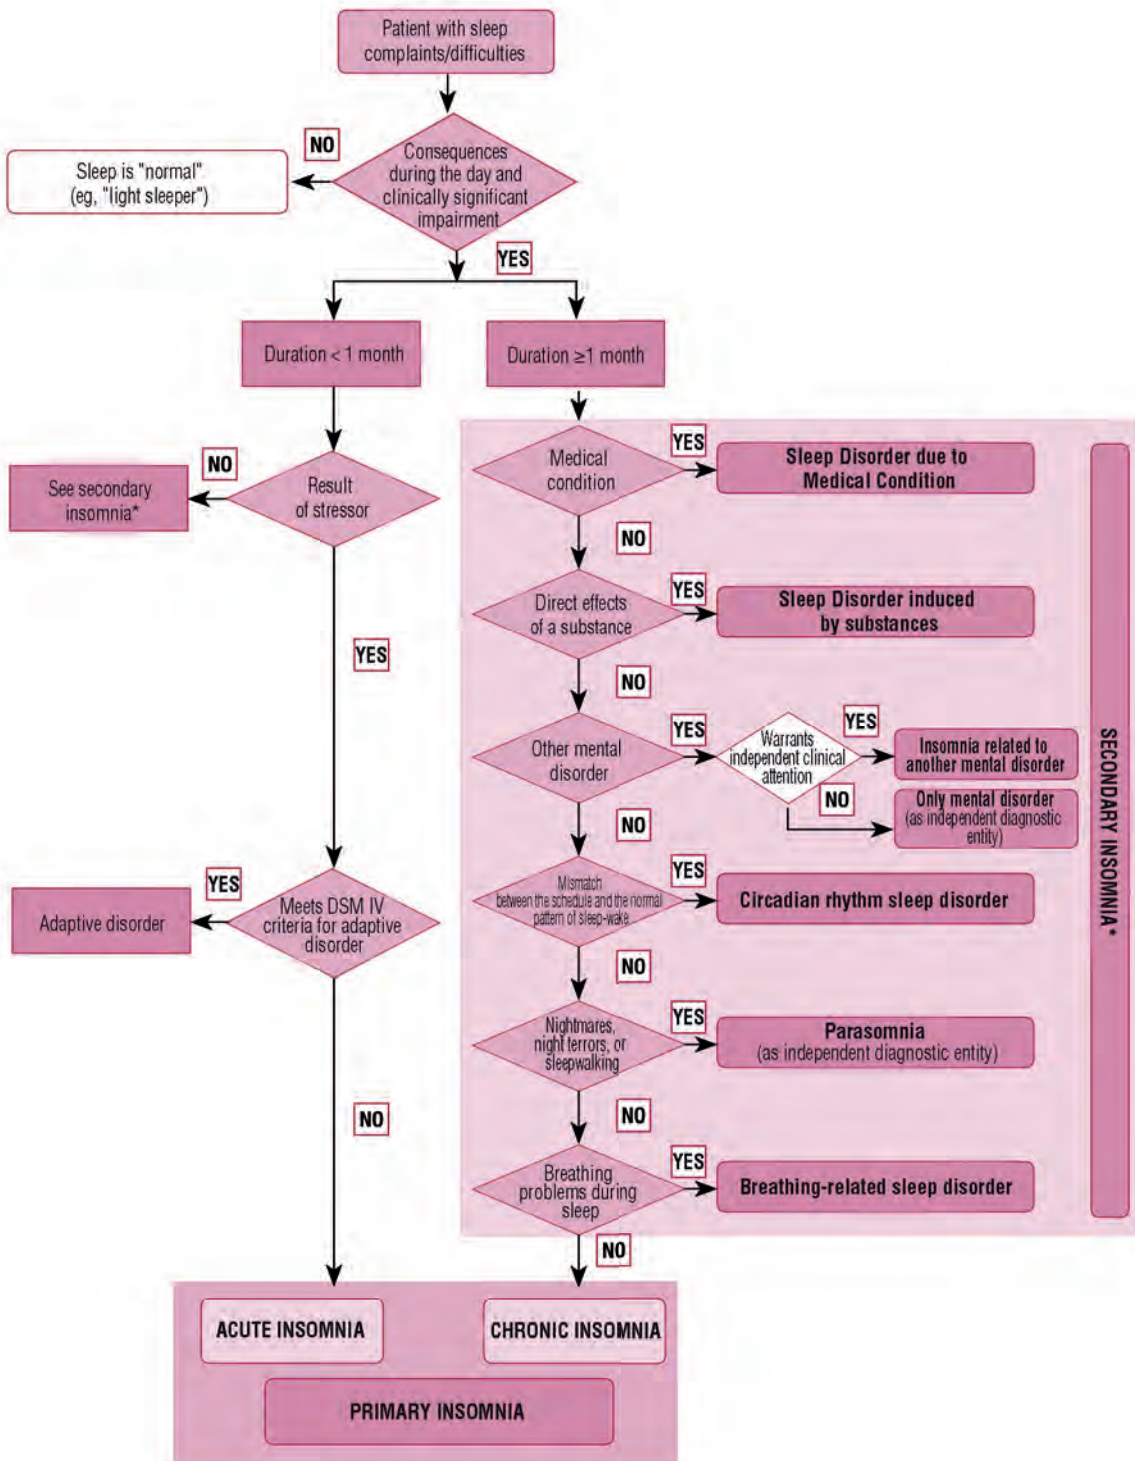 Patient with sleep
complaints/difficulties
NO
Consequences
during the day and
clinically significant
impairment
Sleep is "normal"
(eg, "light sleeper")
YES
Duration < 1 month
Duration ≥1 month
Medical
condition
YES
Sleep Disorder due to
Medical Condition
NO
See secondary
insomnia*
Result
of stressor
NO
Direct effects
of a substance
YES
Sleep Disorder induced
by substances
YES
NO
Other mental
disorder
YES
Warrants
independent clinical
attention
YES
Insomnia related to
another mental disorder
NO
Only mental disorder
(as independent diagnostic
entity)
NO
Mismatch
between the schedule and the normal
pattern of sleep-wake
YES
Circadian rhythm sleep disorder
YES
Adaptive disorder
Meets DSM IV
criteria for adaptive
disorder
NO
Nightmares,
night terrors, or
sleepwalking
YES
Parasomnia
(as independent diagnostic entity)
NO
NO
Breathing
problems during
sleep
YES
Breathing-related sleep disorder
NO
SECONDARY INSOMNIA*
ACUTE INSOMNIA
CHRONIC INSOMNIA
PRIMARY INSOMNIA